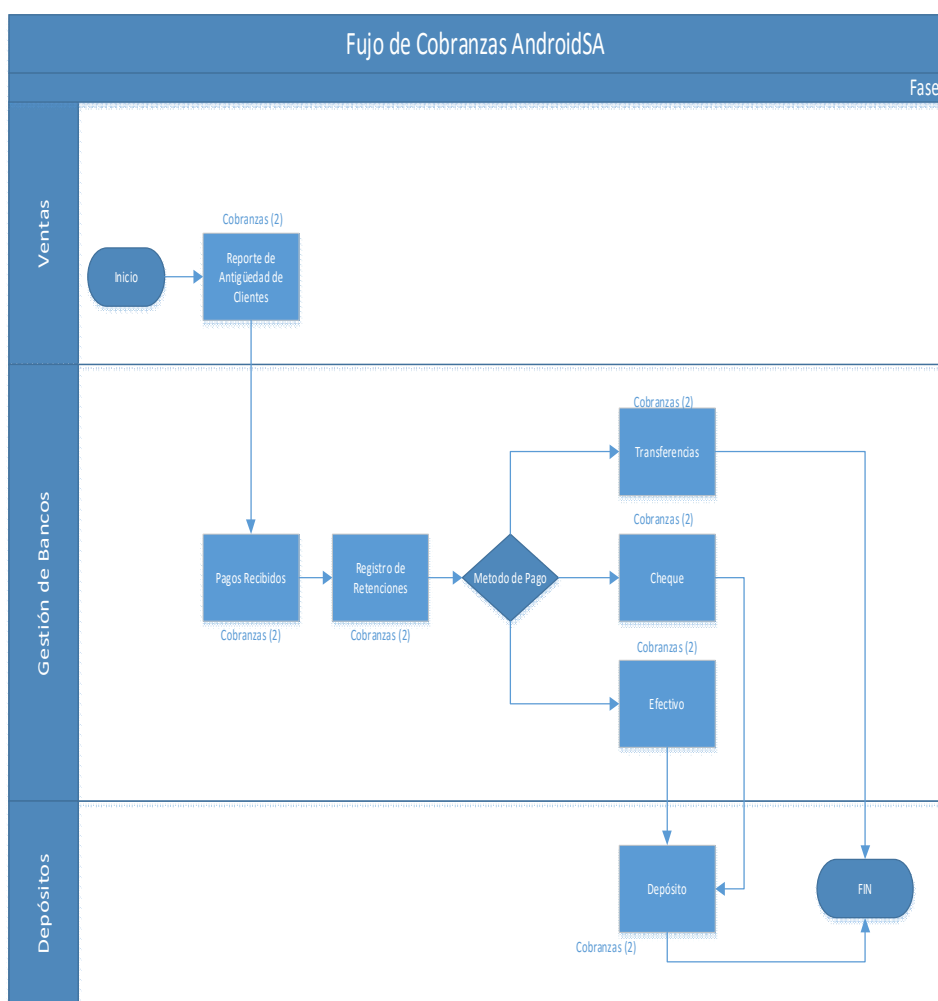 Fujo de Cobranzas AndroidSA
Fase
Ventas
Cobranzas (2)
Inicio
Reporte de
Antigüedad de
Clientes
Gestión de Bancos
Cobranzas (2)
Transferencias
Cobranzas (2)
Pagos Recibidos
Registro de
Retenciones
Metodo de Pago
Cheque
Cobranzas (2)
Cobranzas (2)
Cobranzas (2)
Efectivo
Depósitos
Depósito
FIN
Cobranzas (2)